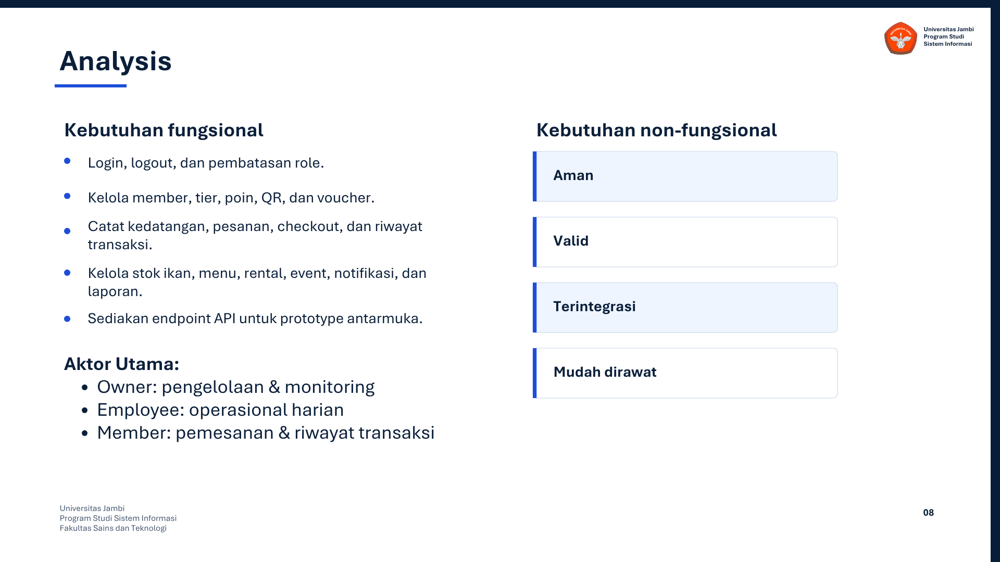 Universitas Jambi
Program Studi
Sistem Informasi
Analysis
Kebutuhan fungsional
Login, logout, dan pembatasan role.
Kelola member, tier, poin, QR, dan voucher.
Catat kedatangan, pesanan, checkout, dan riwayat
transaksi.
Kelola stok ikan, menu, rental, event, notifikasi, dan
laporan.
Sediakan endpoint API untuk prototype antarmuka.
Aktor Utama:
• Owner: pengelolaan & monitoring
• Employee: operasional harian
• Member: pemesanan & riwayat transaksi
Kebutuhan non-fungsional
Aman
Valid
Terintegrasi
Mudah dirawat
Universitas Jambi
Program Studi Sistem Informasi
Fakultas Sains dan Teknologi
08